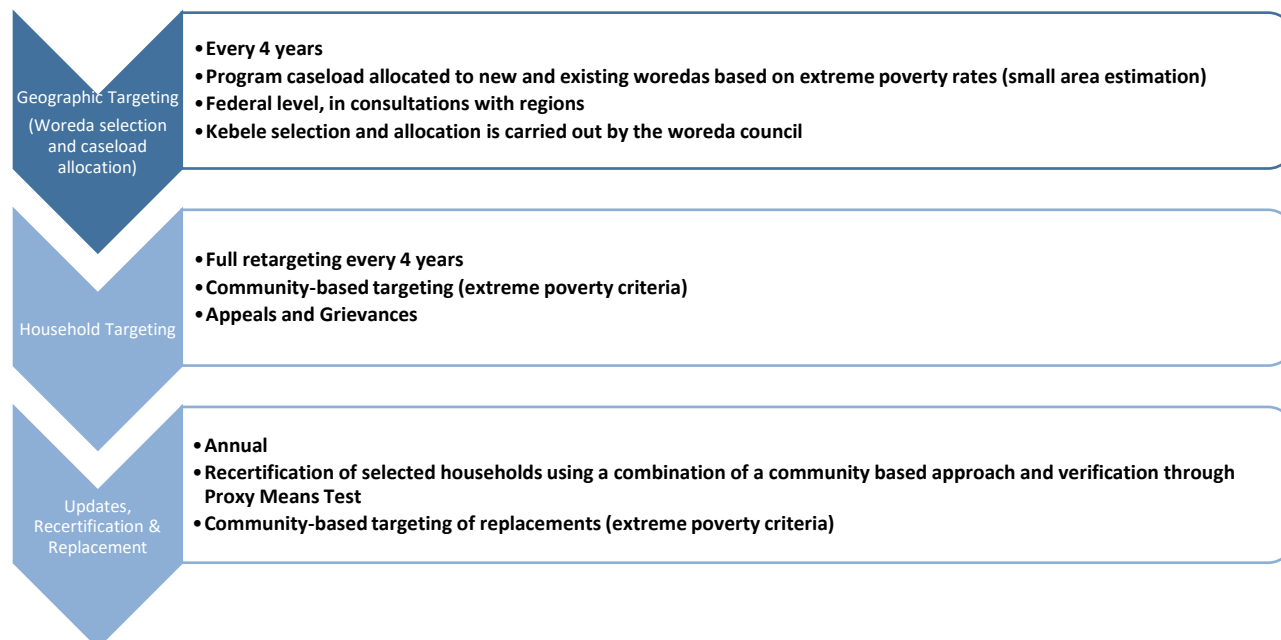 Geographic Targeting
(Woreda selection
and caseload
allocation)
•Every 4 years
•Program caseload allocated to new and existing woredas based on extreme poverty rates (small area estimation)
•Federal level, in consultations with regions
•Kebele selection and allocation is carried out by the woreda council
Household Targeting
•Full retargeting every 4 years
•Community-based targeting (extreme poverty criteria)
•Appeals and Grievances
Updates,
Recertification &
Replacement
•Annual
•Recertification of selected households using a combination of a community based approach and verification through
Proxy Means Test
•Community-based targeting of replacements (extreme poverty criteria)